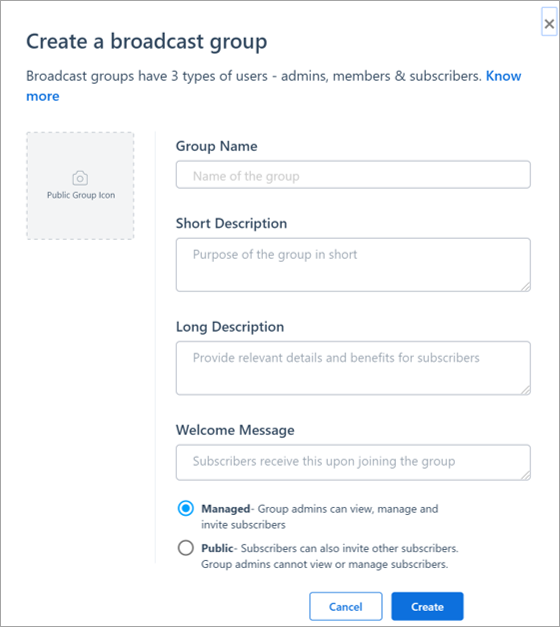 Create a broadcast group
Broadcast groups have 3 types of users - admins, members & subscribers. Know
more
Public Group Icon
Group Name
Name of the group
Short Description
Purpose of the group in short
Long Description
Provide relevant details and benefits for subscribers
Welcome Message
Subscribers receive this upon joining the group
Managed- Group admins can view, manage and
invite subscribers
Public- Subscribers can also invite other subscribers.
Group admins cannot view or manage subscribers.
Cancel
Create